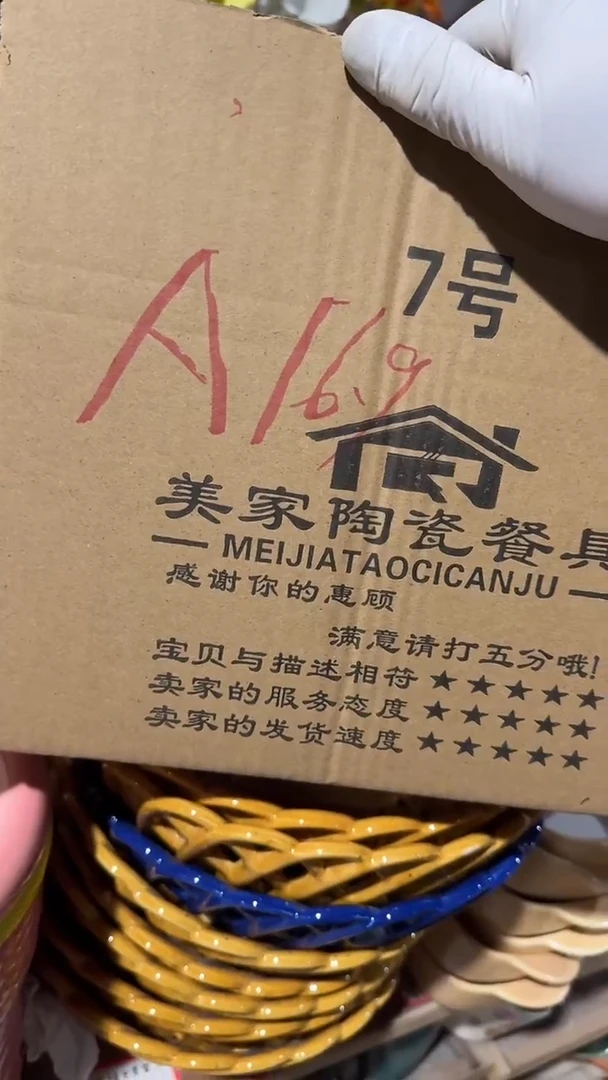 7号
A 16.9
美家陶瓷餐具
MEIJIATAOCICANJU
感谢你的惠顾
满意请打五分哦!
宝贝与描述相符★★★★★
卖家的服务态度★★★★★
卖家的发货速度★★★★★